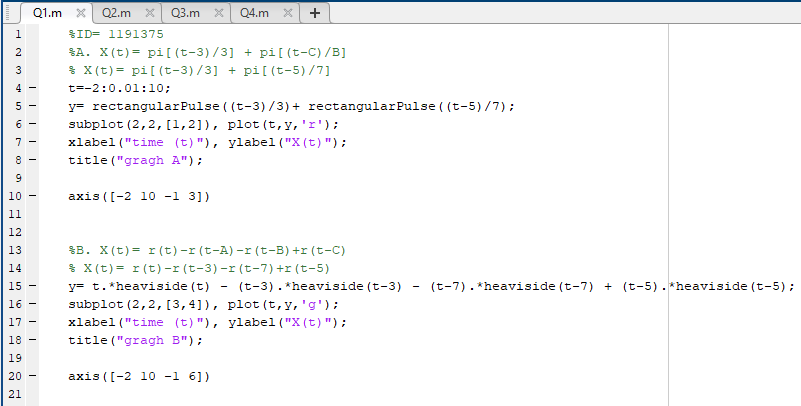 Q1.m × Q2.m × Q3.m × Q4.m × +
1 %ID= 1191375
2 %A. X(t)= pi[(t-3)/3] + pi[(t-C)/B]
3 % X(t)= pi[(t-3)/3] + pi[(t-5)/7]
4 – t=-2:0.01:10;
5 – y= rectangularPulse((t-3)/3)+ rectangularPulse((t-5)/7);
6 – subplot(2,2,[1,2]), plot(t,y,'r');
7 – xlabel("time (t)"), ylabel("X(t)");
8 – title("gragh A");
9
10 – axis([-2 10 -1 3])
11
12
13 %B. X(t)= r(t)-r(t-A)-r(t-B)+r(t-C)
14 % X(t)= r(t)-r(t-3)-r(t-7)+r(t-5)
15 – y= t.*heaviside(t) - (t-3).*heaviside(t-3) - (t-7).*heaviside(t-7) + (t-5).*heaviside(t-5);
16 – subplot(2,2,[3,4]), plot(t,y,'g');
17 – xlabel("time (t)"), ylabel("X(t)");
18 – title("gragh B");
19
20 – axis([-2 10 -1 6])
21